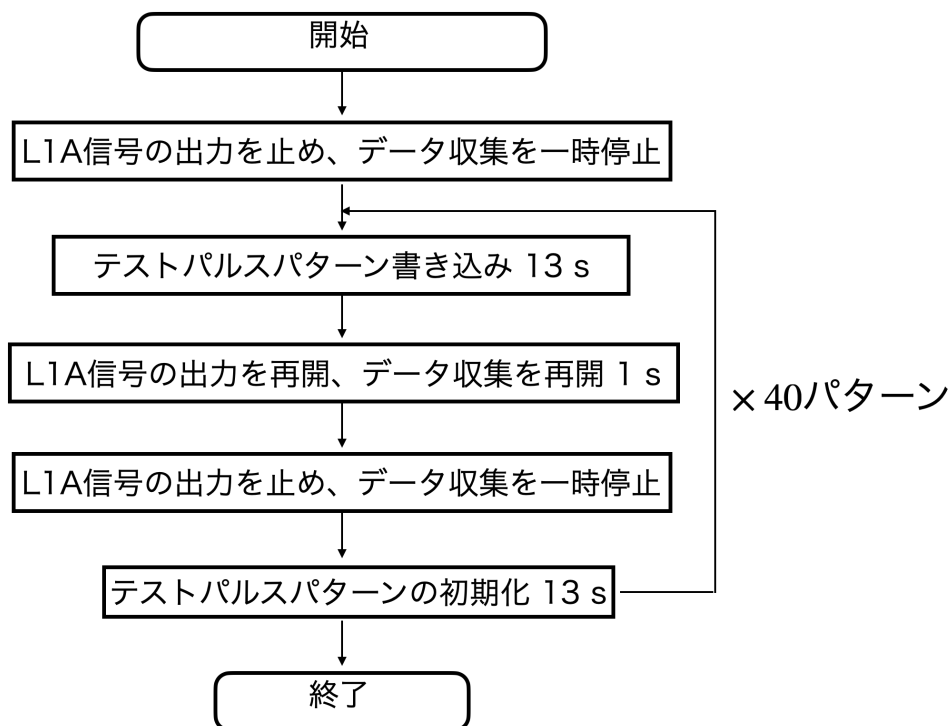 開始
L1A信号の出力を止め、データ収集を一時停止
テストパルスパターン書き込み 13 s
L1A信号の出力を再開、データ収集を再開 1 s
× 40パターン
L1A信号の出力を止め、データ収集を一時停止
テストパルスパターンの初期化 13 s
終了